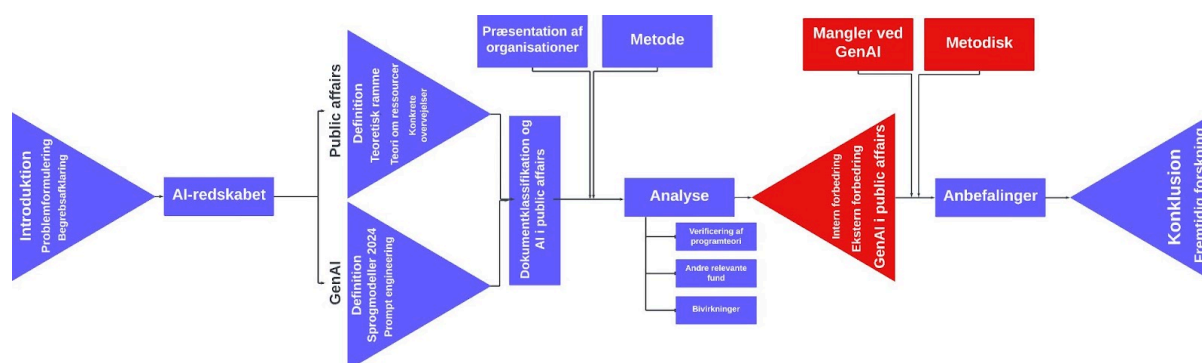 Introduktion
Problemformulering
Begrebsafklaring
AI-redskabet
Public affairs
Definition
Teoretisk ramme
Teori om ressourcer
Konkrete
overvejelser
GenAI
Definition
Sprogmodeller 2024
Prompt engineering
Dokumentklassifikation og
AI i public affairs
Præsentation af
organisationer
Metode
Analyse
Verificering af
programteori
Andre relevante
fund
Bivirkninger
Intern forbedring
Ekstern forbedring
GenAI i public affairs
Mangler ved
GenAI
Metodisk
Anbefalinger
Konklusion
Fremtidig forskning